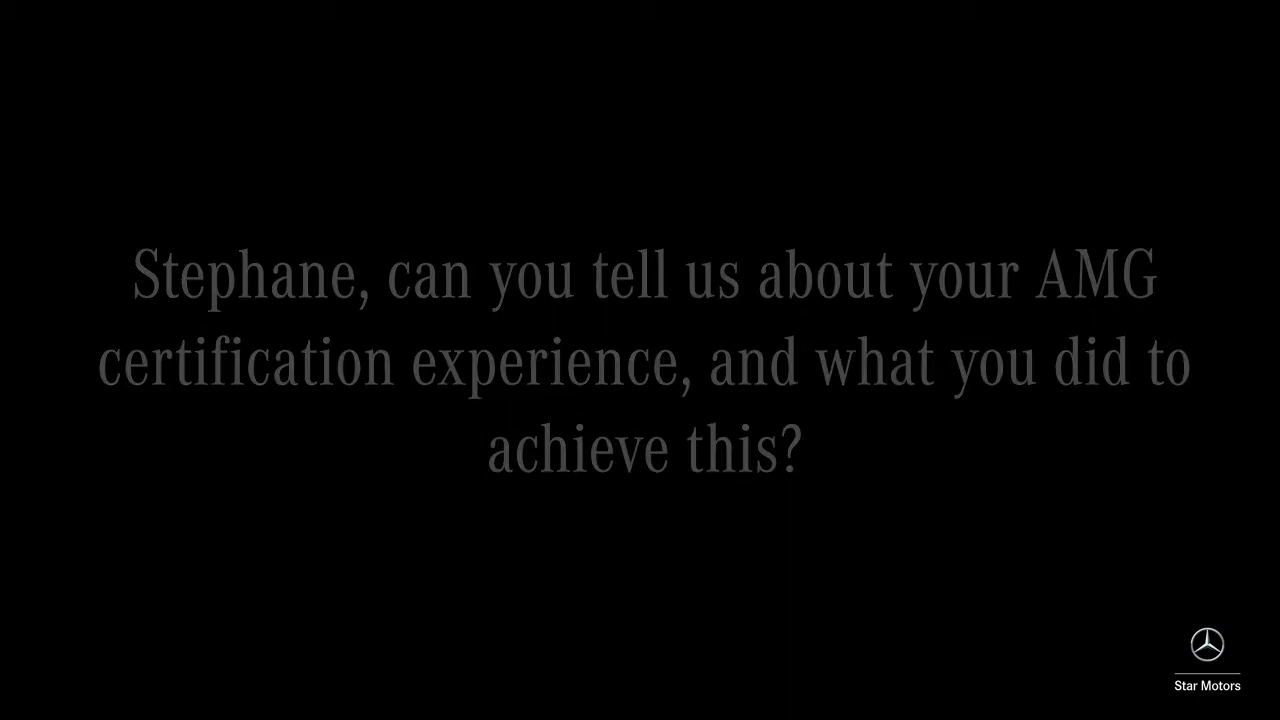 Stephane, can you tell us about your AMG
certification experience, and what you did to
achieve this?
Star Motors